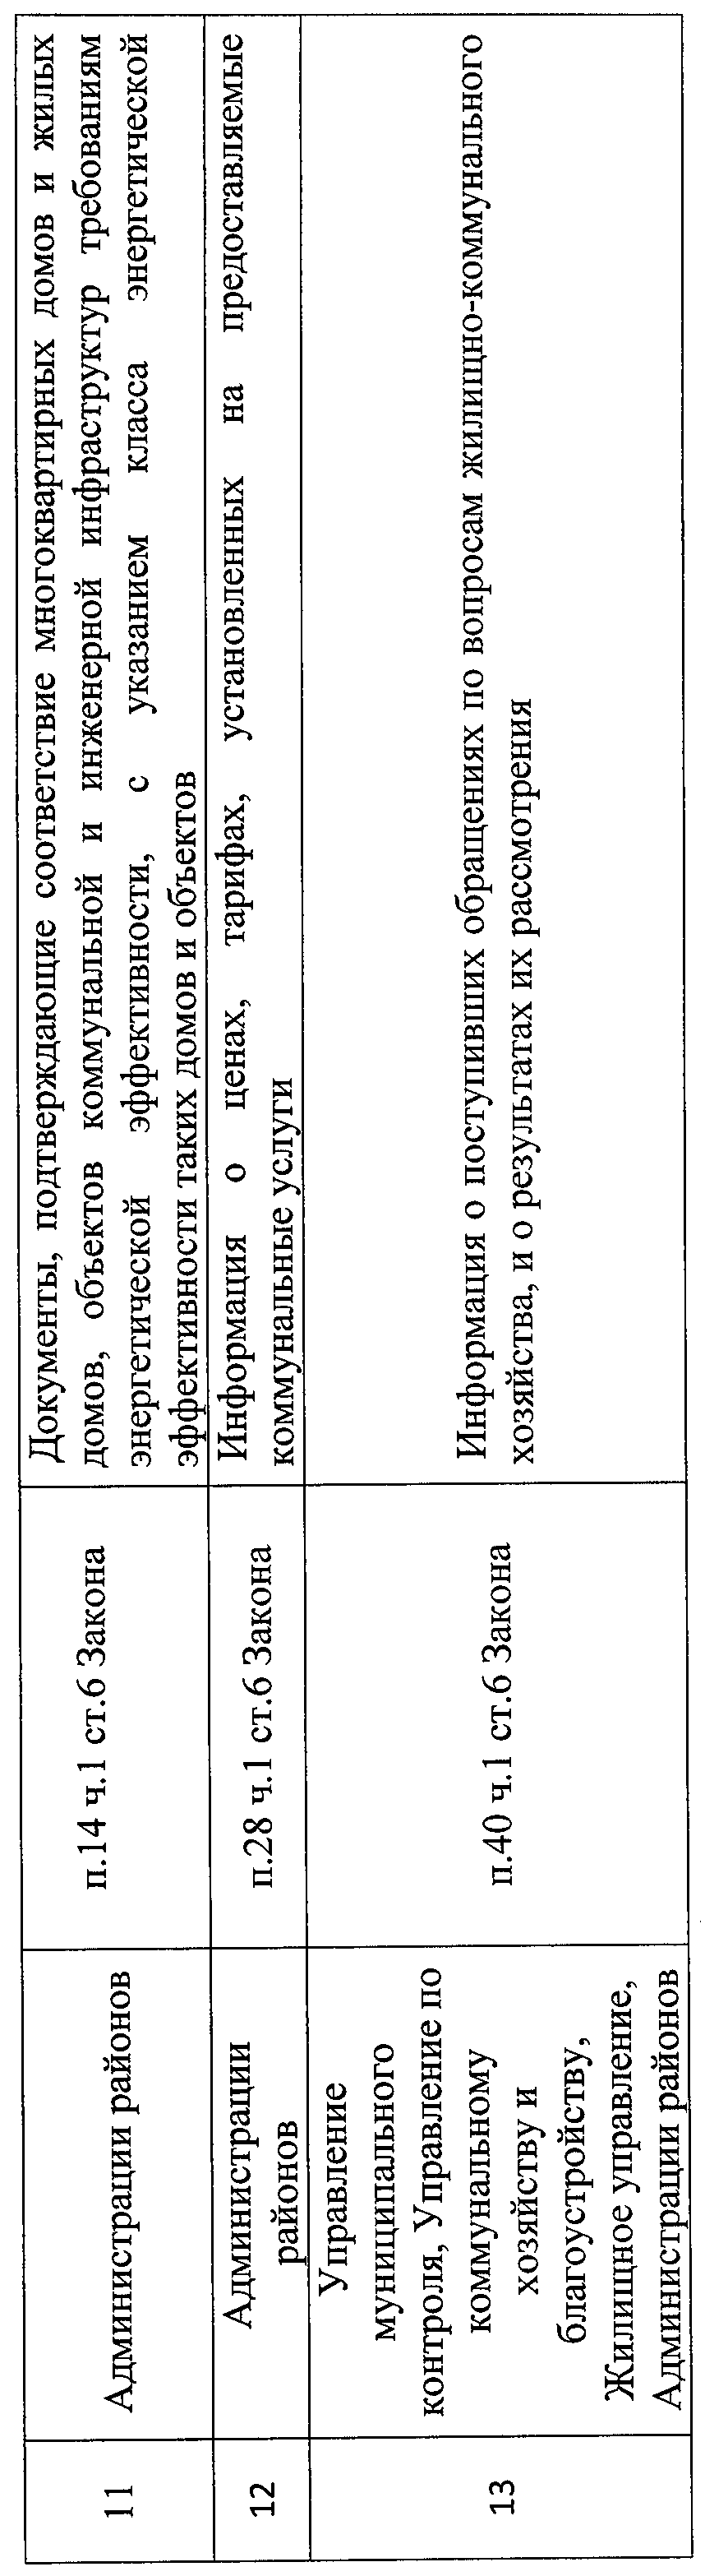 11
Администрации районов
п.14 ч.1 ст.6 Закона
Документы, подтверждающие соответствие многоквартирных домов и жилых
домов, объектов коммунальной и инженерной инфраструктур требованиям
энергетической эффективности, с указанием класса энергетической
эффективности таких домов и объектов
12
Администрации
районов
п.28 ч.1 ст.6 Закона
Информация о ценах, тарифах, установленных на предоставляемые
коммунальные услуги
13
Управление
муниципального
контроля, Управление по
коммунальному
хозяйству и
благоустройству,
Жилищное управление,
Администрации районов
п.40 ч.1 ст.6 Закона
Информация о поступивших обращениях по вопросам жилищно-коммунального
хозяйства, и о результатах их рассмотрения